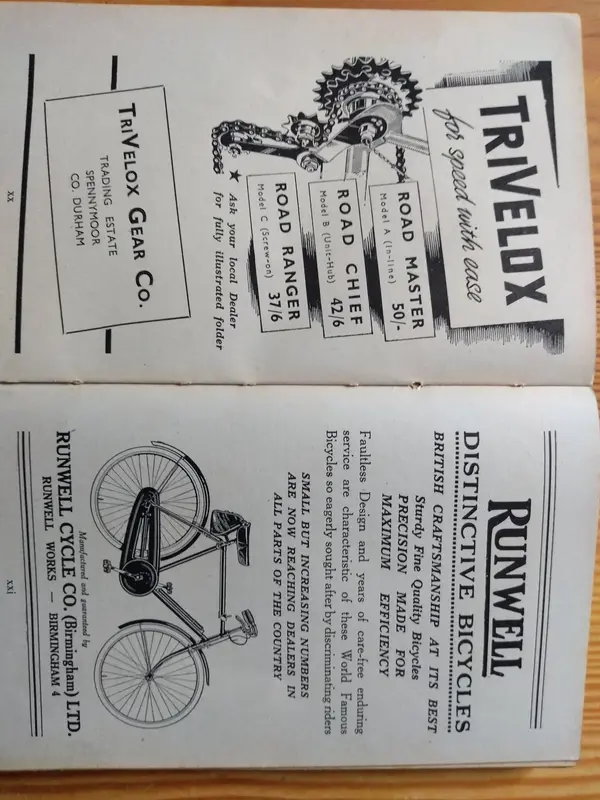 TRIVELOX
for speed with ease
ROAD MASTER
Model A (In-line) 50/-
ROAD CHIEF
Model B (Unit-Hub) 42/6
ROAD RANGER
Model C (Screw-on) 37/6
★ Ask your local Dealer
for fully illustrated folder
TRIVELOX GEAR CO.
TRADING ESTATE
SPENNYMOOR
CO. DURHAM
xx
RUNWELL
DISTINCTIVE BICYCLES
BRITISH CRAFTSMANSHIP AT ITS BEST
Sturdy Fine Quality Bicycles
PRECISION MADE FOR
MAXIMUM EFFICIENCY
Faultless Design and years of care-free enduring
service are characteristic of these World Famous
Bicycles so eagerly sought after by discriminating riders
SMALL BUT INCREASING NUMBERS
ARE NOW REACHING DEALERS IN
ALL PARTS OF THE COUNTRY
Manufactured and guaranteed by
RUNWELL CYCLE CO. (Birmingham) LTD.
RUNWELL WORKS — BIRMINGHAM 4
xxi